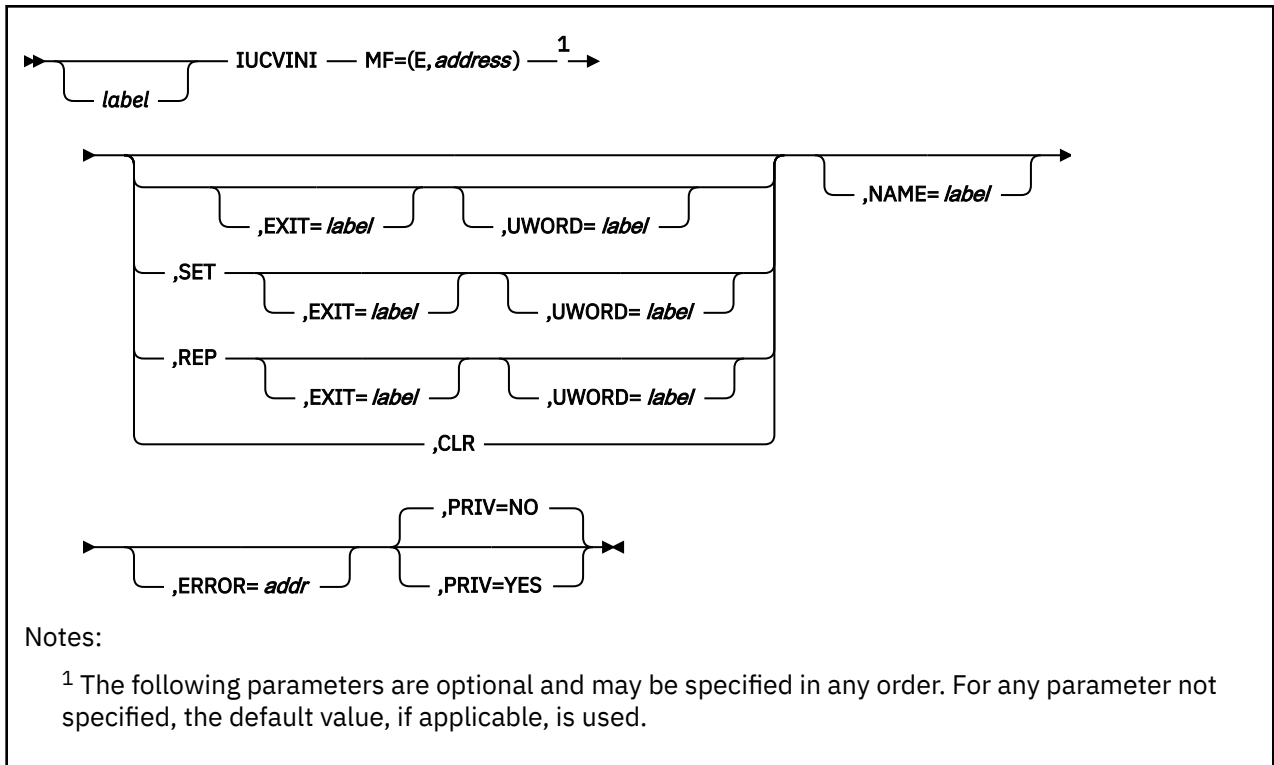 IUCVINI MF=(E,address) 1
label
,NAME=label
,EXIT=label ,UWORD=label
,SET
,EXIT=label ,UWORD=label
,REP
,EXIT=label ,UWORD=label
,CLR
,PRIV=NO
,ERROR=addr ,PRIV=YES
Notes:
1 The following parameters are optional and may be specified in any order. For any parameter not
specified, the default value, if applicable, is used.